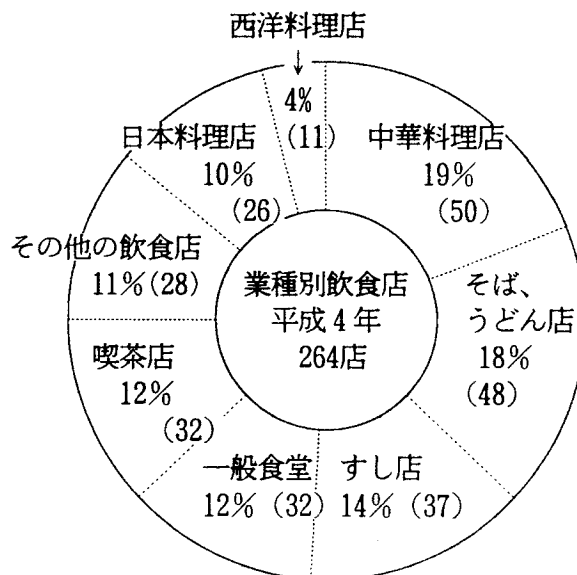 西洋料理店
4%
(11)
中華料理店
19%
(50)
そば、
うどん店
18%
(48)
すし店
14% (37)
一般食堂
12% (32)
喫茶店
12%
(32)
その他の飲食店
11%(28)
日本料理店
10%
(26)
業種別飲食店
平成4年
264店